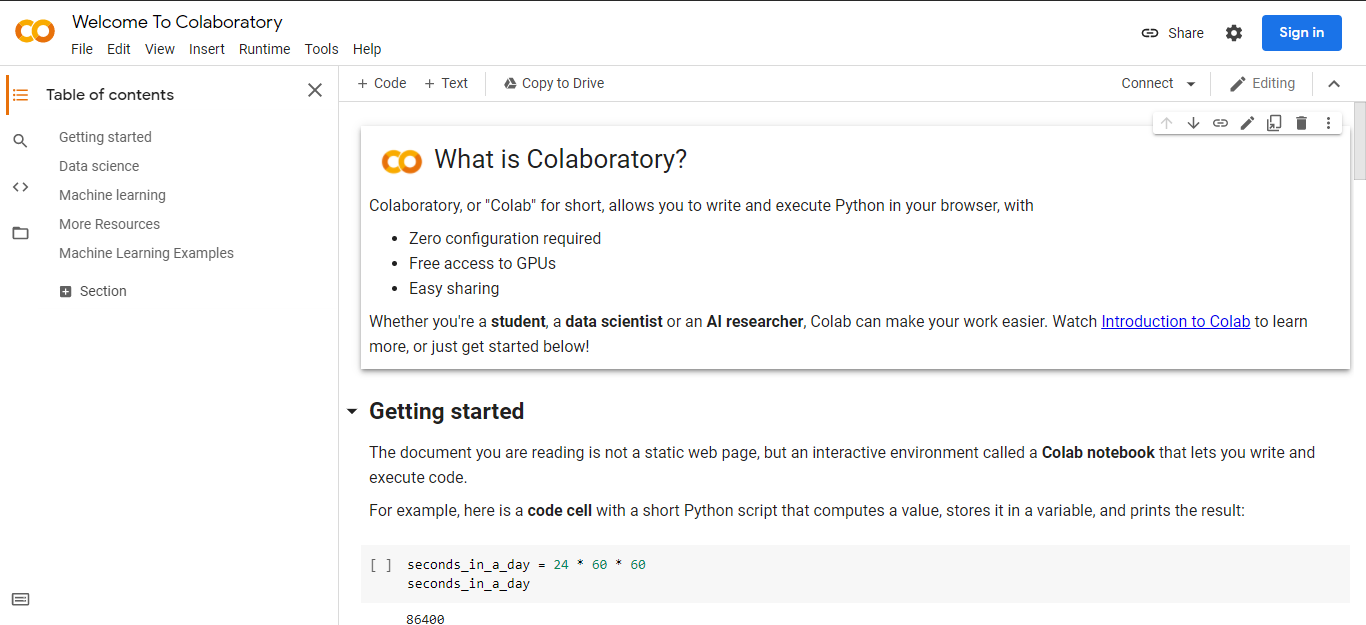 Welcome To Colaboratory
File Edit View Insert Runtime Tools Help
Share
Sign in
Table of contents
Getting started
Data science
Machine learning
More Resources
Machine Learning Examples
Section
+ Code + Text Copy to Drive
Connect
Editing
What is Colaboratory?
Colaboratory, or "Colab" for short, allows you to write and execute Python in your browser, with
• Zero configuration required
• Free access to GPUs
• Easy sharing
Whether you're a student, a data scientist or an AI researcher, Colab can make your work easier. Watch Introduction to Colab to learn
more, or just get started below!
Getting started
The document you are reading is not a static web page, but an interactive environment called a Colab notebook that lets you write and
execute code.
For example, here is a code cell with a short Python script that computes a value, stores it in a variable, and prints the result:
[ ] seconds_in_a_day = 24 * 60 * 60
seconds_in_a_day
86400